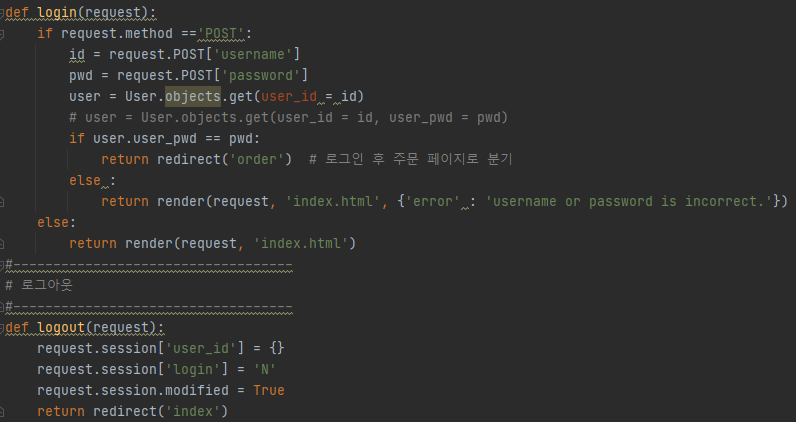 def login(request):
    if request.method =='POST':
        id = request.POST['username']
        pwd = request.POST['password']
        user = User.objects.get(user_id = id)
        # user = User.objects.get(user_id = id, user_pwd = pwd)
        if user.user_pwd == pwd:
            return redirect('order')  # 로그인 후 주문 페이지로 분기
        else :
            return render(request, 'index.html', {'error' : 'username or password is incorrect.'})
    else:
        return render(request, 'index.html')
#-----------------------------------
# 로그아웃
#-----------------------------------
def logout(request):
    request.session['user_id'] = {}
    request.session['login'] = 'N'
    request.session.modified = True
    return redirect('index')